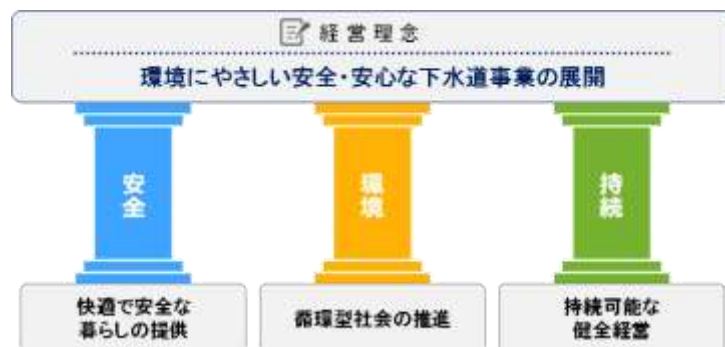 経営理念
環境にやさしい安全・安心な下水道事業の展開
安全
環境
持続
快適で安全な
暮らしの提供
循環型社会の推進
持続可能な
健全経営